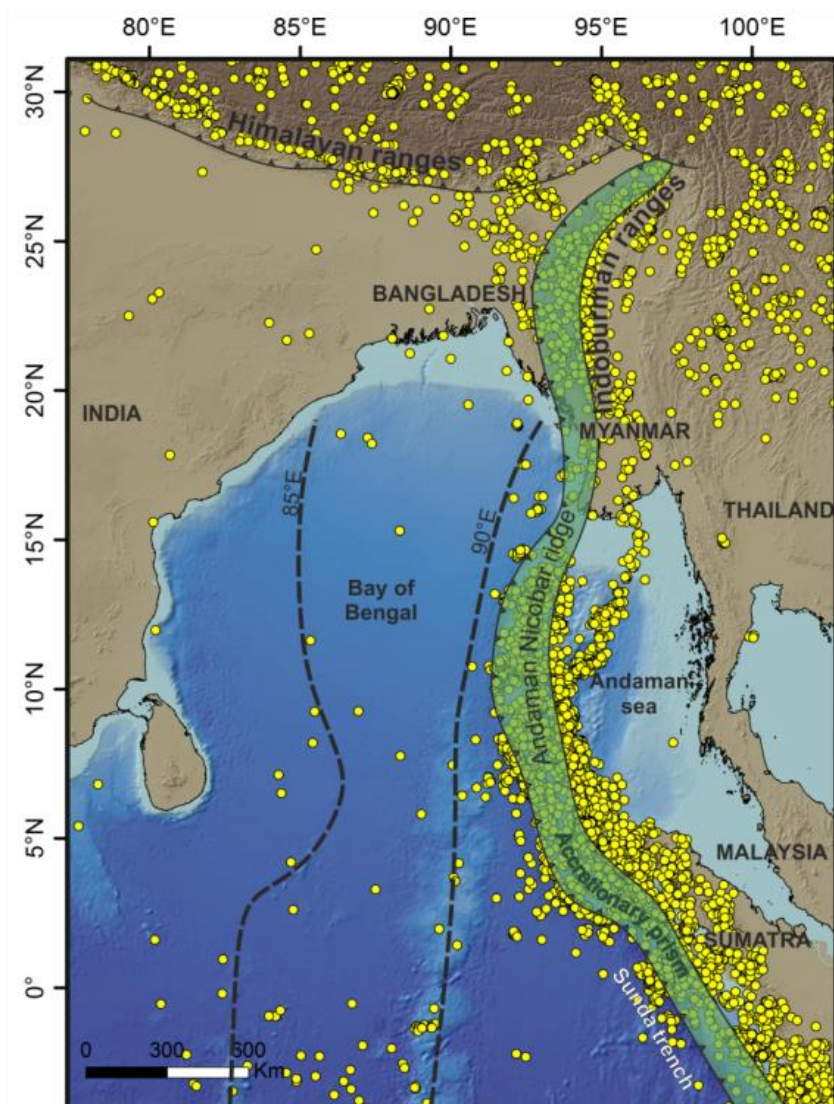 80°E 85°E 90°E 95°E 100°E
30°N
Himalayan ranges
Indoburman ranges
25°N
BANGLADESH
20°N
INDIA
MYANMAR
85°E
90°E
THAILAND
15°N
Andaman Nicobar ridge
Bay of
Bengal
10°N
Andaman
sea
5°N
Accretionary prism
MALAYSIA
SUMATRA
0°
Sunda trench
0 300 600
Km